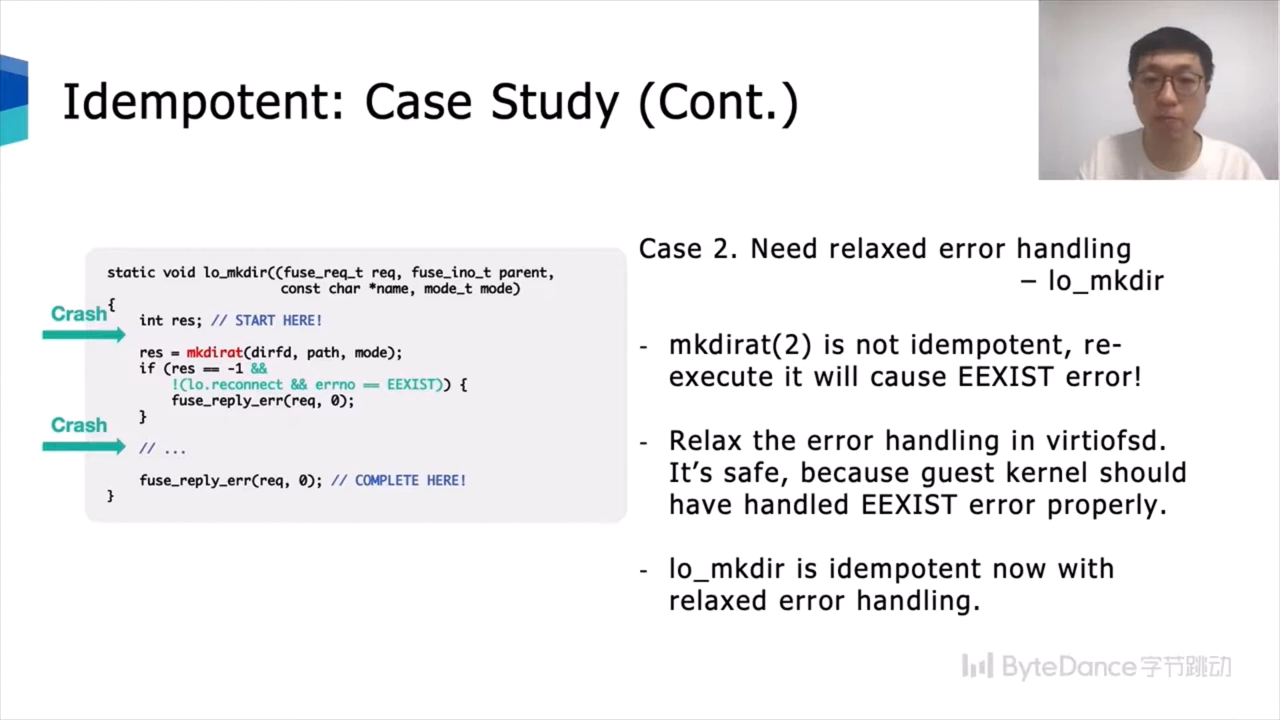 Idempotent: Case Study (Cont.)
static void lo_mkdir((fuse_req_t req, fuse_ino_t parent,
const char *name, mode_t mode)
{
Crash
int res; // START HERE!
res = mkdirat(dirfd, path, mode);
if (res == -1 &&
!(lo.reconnect && errno == EEXIST)) {
fuse_reply_err(req, 0);
}
Crash
// ...
fuse_reply_err(req, 0); // COMPLETE HERE!
}
Case 2. Need relaxed error handling
– lo_mkdir
- mkdirat(2) is not idempotent, re-
execute it will cause EEXIST error!
- Relax the error handling in virtiofsd.
It’s safe, because guest kernel should
have handled EEXIST error properly.
- lo_mkdir is idempotent now with
relaxed error handling.
ByteDance字节跳动